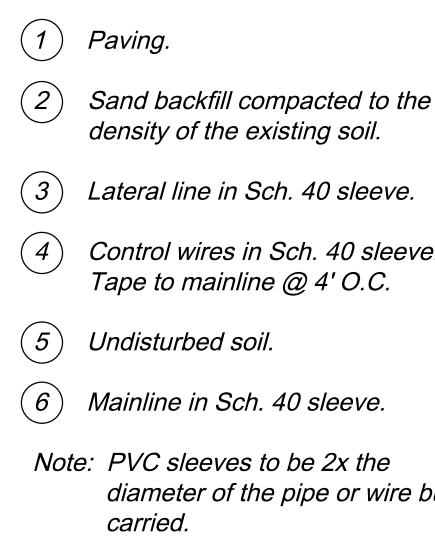 1 Paving.
2 Sand backfill compacted to the
density of the existing soil.
3 Lateral line in Sch. 40 sleeve.
4 Control wires in Sch. 40 sleeve.
Tape to mainline @ 4' O.C.
5 Undisturbed soil.
6 Mainline in Sch. 40 sleeve.
Note: PVC sleeves to be 2x the
diameter of the pipe or wire
carried.